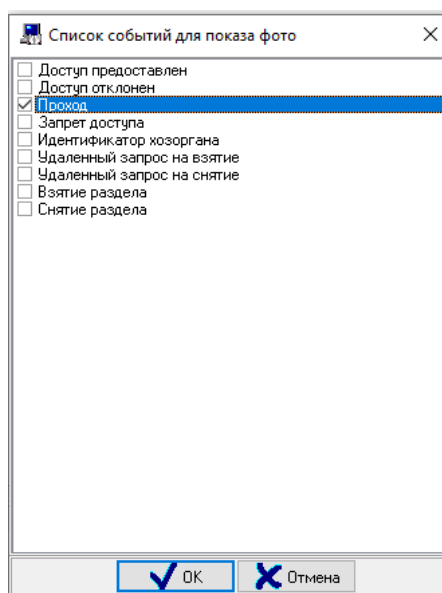 Список событий для показа фото
Доступ предоставлен
Доступ отклонен
Проход
Запрет доступа
Идентификатор хозоргана
Удаленный запрос на взятие
Удаленный запрос на снятие
Взятие раздела
Снятие раздела
OK
Отмена